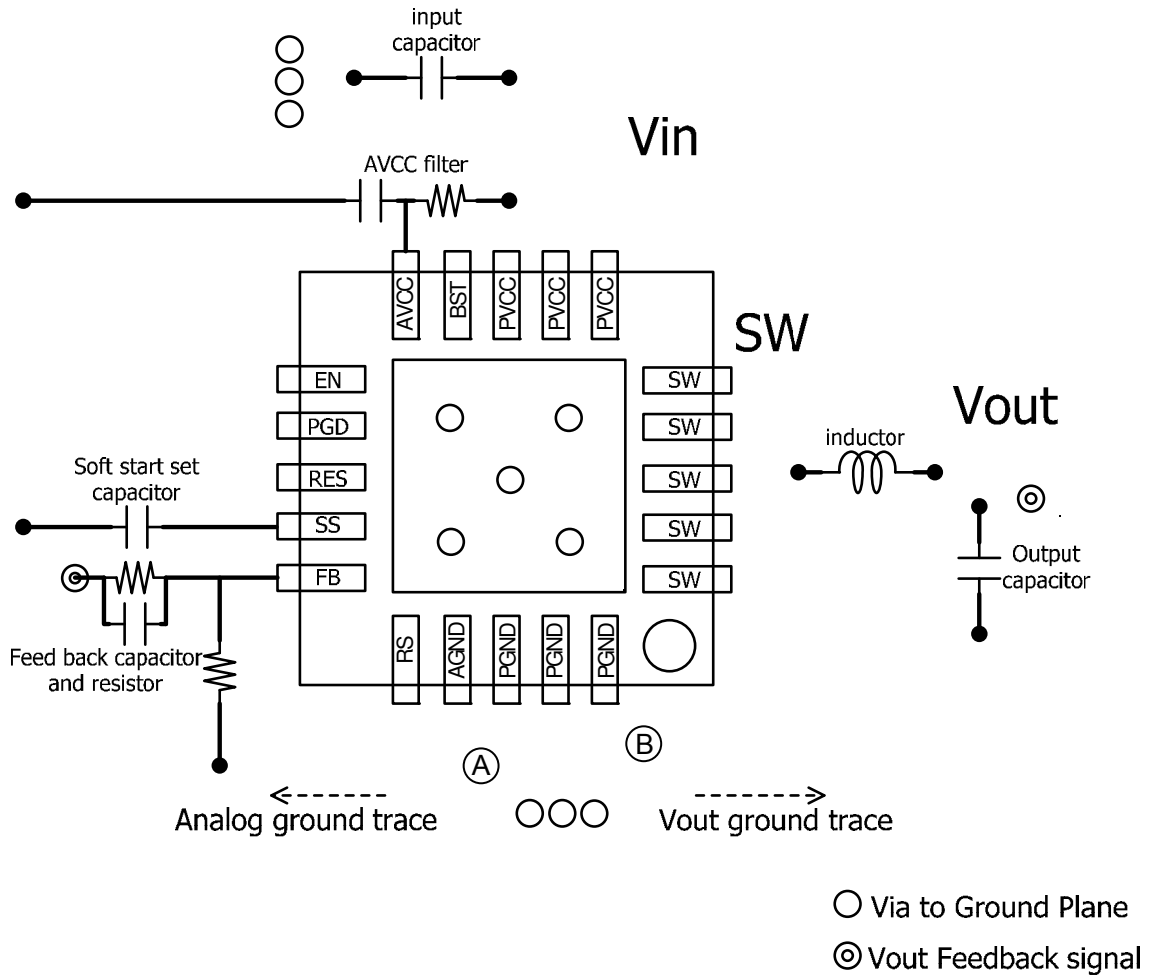 input
capacitor
Vin
AVCC filter
AVCC
BST
PVCC
PVCC
PVCC
SW
EN
PGD
RES
SS
FB
SW
SW
SW
SW
SW
Vout
inductor
Soft start set
capacitor
Output
capacitor
Feed back capacitor
and resistor
RS
AGND
PGND
PGND
PGND
A
B
Analog ground trace
Vout ground trace
Via to Ground Plane
Vout Feedback signal